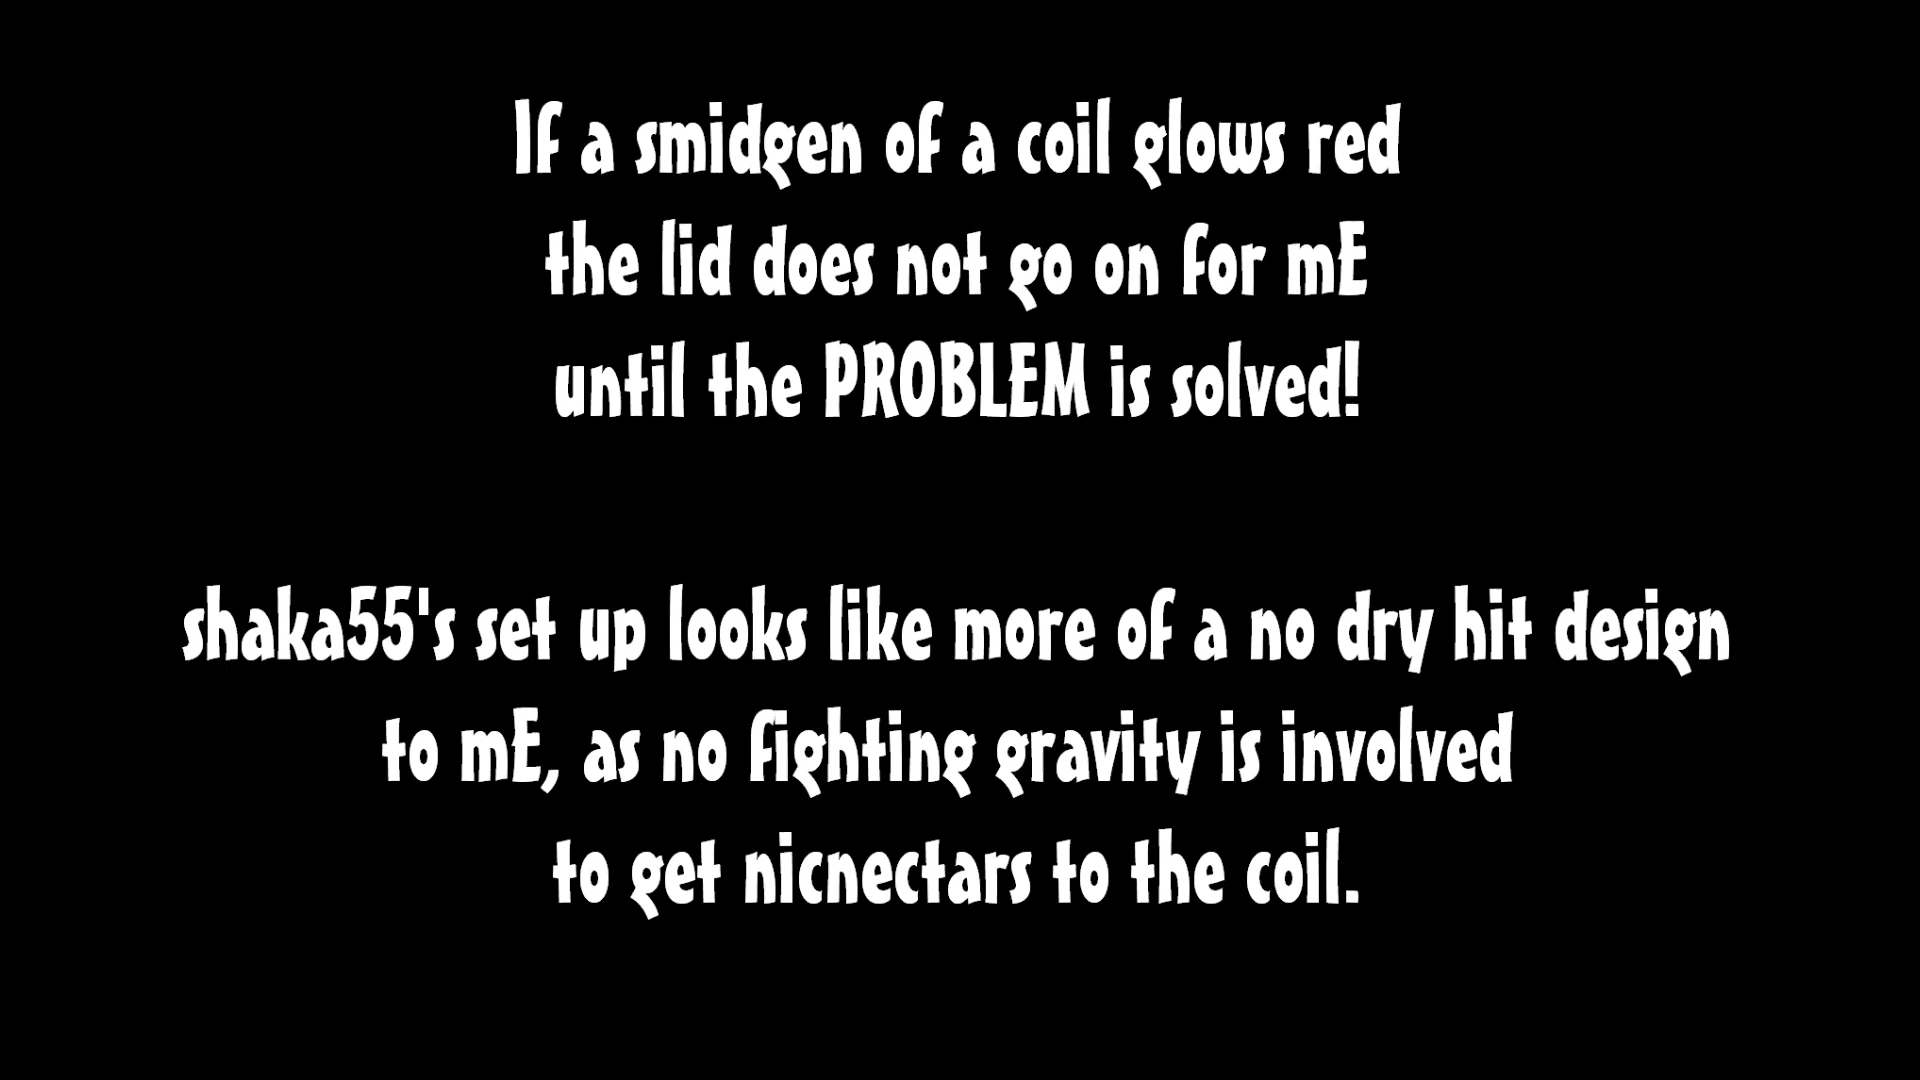 If a smidgen of a coil glows red
the lid does not go on for mE
until the PROBLEM is solved!
shaka55's set up looks like more of a no dry hit design
to mE, as no fighting gravity is involved
to get nicnectars to the coil.